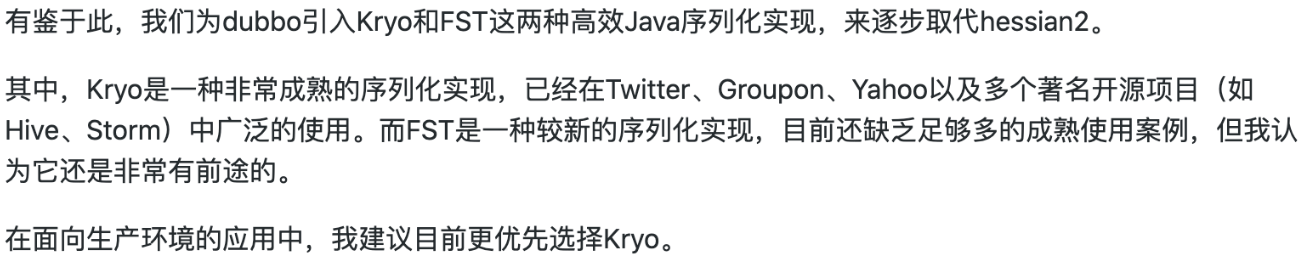 有鉴于此，我们为dubbo引入Kryo和FST这两种高效Java序列化实现，来逐步取代hessian2。
其中，Kryo是一种非常成熟的序列化实现，已经在Twitter、Groupon、Yahoo以及多个著名开源项目（如
Hive、Storm）中广泛的使用。而FST是一种较新的序列化实现，目前还缺乏足够多的成熟使用案例，但我认
为它还是非常有前途的。
在面向生产环境的应用中，我建议目前更优先选择Kryo。